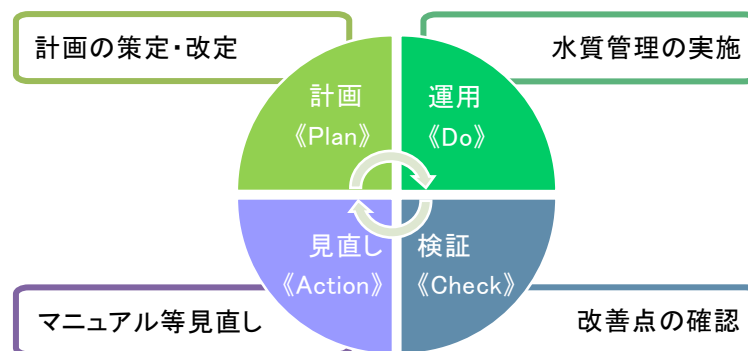 計画の策定・改定
水質管理の実施
計画
《Plan》
運用
《Do》
見直し
《Action》
検証
《Check》
マニュアル等見直し
改善点の確認